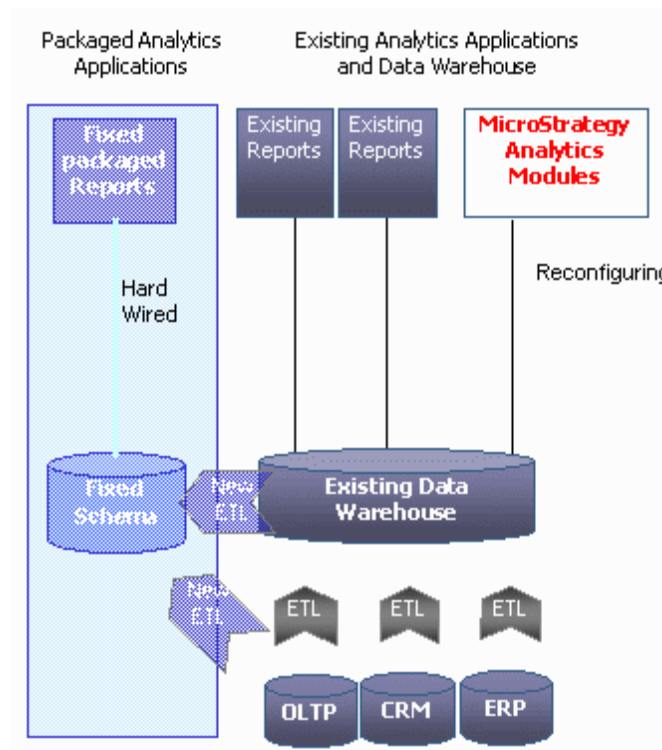 Packaged Analytics
Applications
Existing Analytics Applications
and Data Warehouse
Fixed
packaged
Reports
Existing
Reports
Existing
Reports
MicroStrategy
Analytics
Modules
Hard
Wired
Reconfiguring
Fixed
Schema
New
ETL
Existing Data
Warehouse
New
ETL
ETL
ETL
ETL
OLTP
CRM
ERP